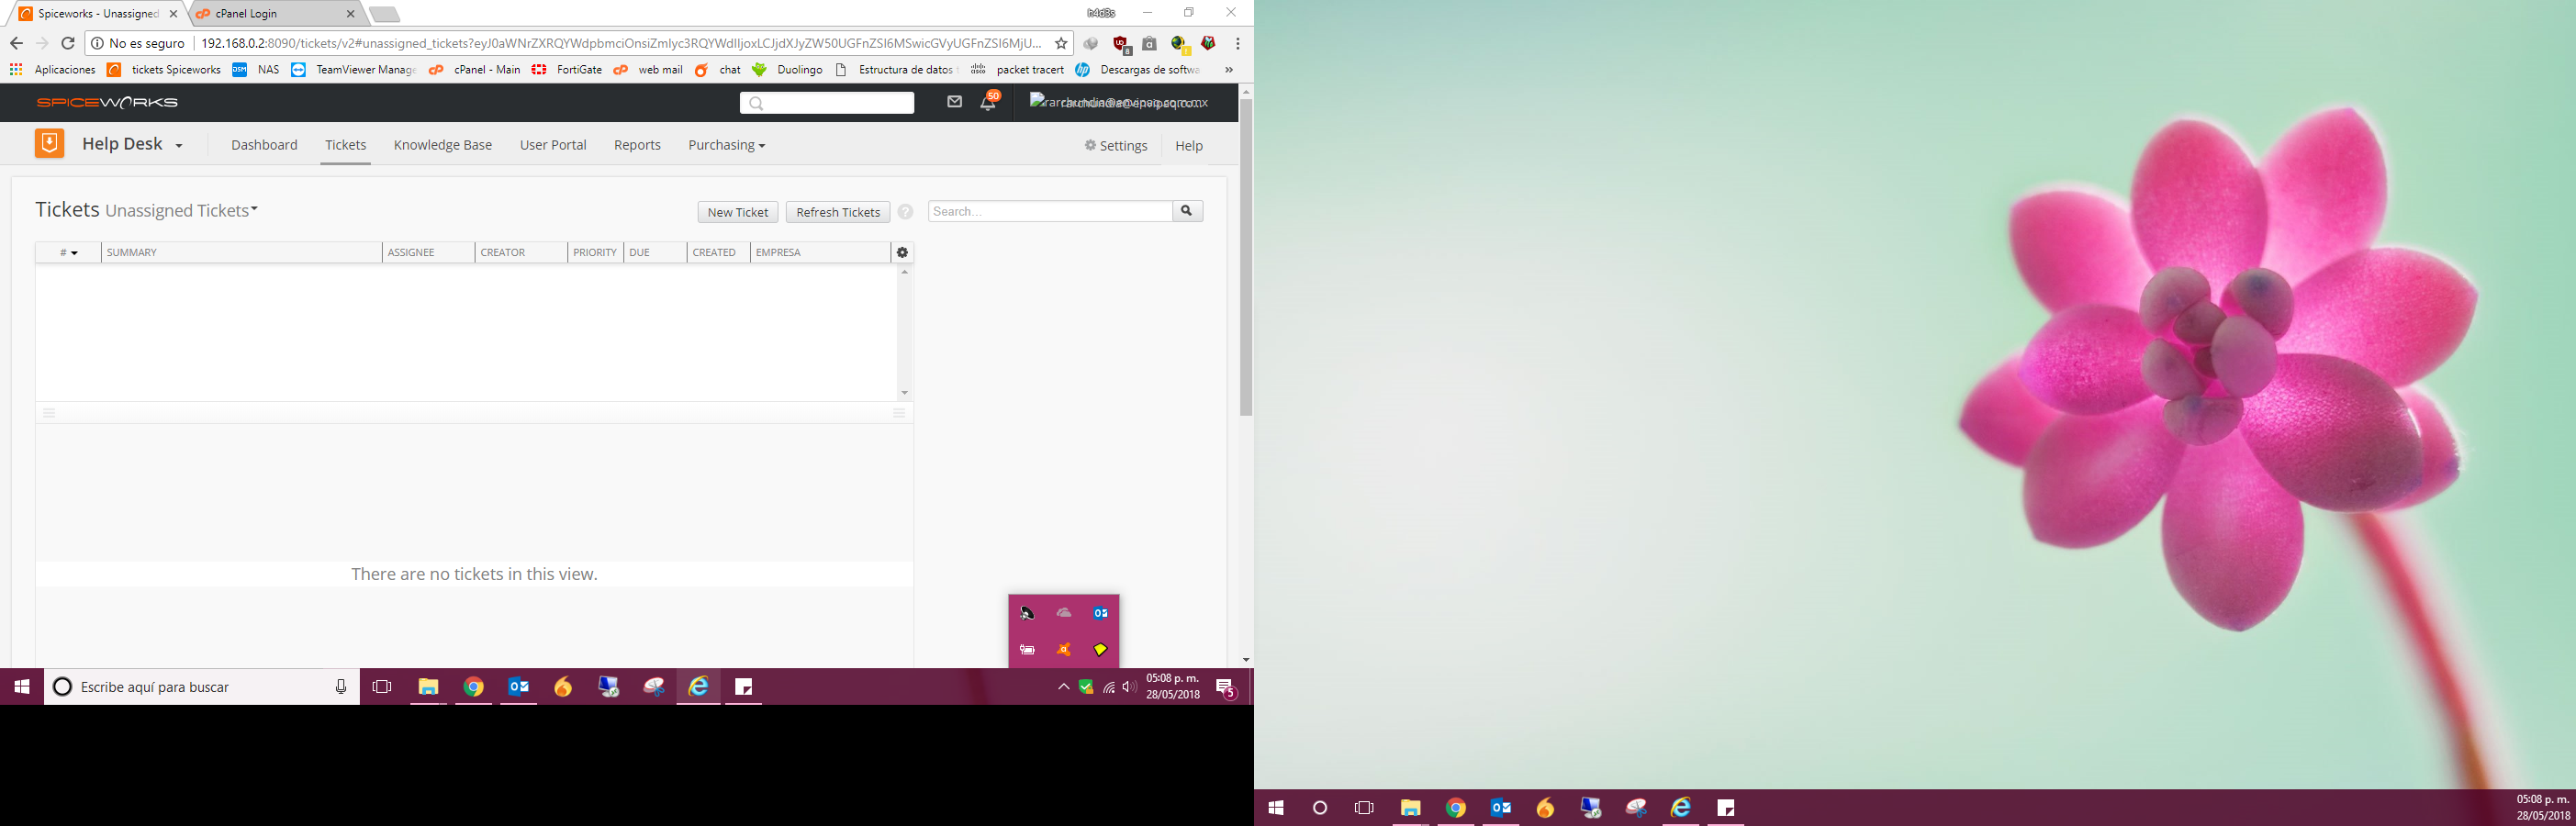 Spiceworks - Unassigned
cPanel Login
h4d3s
No es seguro
192.168.0.2:8090/tickets/v2#unassigned_tickets?eyJ0aWNrZXRQYWdpbmciOnsiZmlyc3RQYWdlIjoxLCJjdXJyZW50UGFnZSI6MSwicGVyUGFnZSI6MjU...
Aplicaciones
tickets Spiceworks
DSM NAS
TeamViewer Manage
cPanel - Main
FortiGate
web mail
chat
Duolingo
Estructura de datos
packet tracert
hp Descargas de softwa
»
SPICEWORKS
50
Help Desk
Dashboard
Tickets
Knowledge Base
User Portal
Reports
Purchasing
Settings
Help
Tickets Unassigned Tickets
New Ticket
Refresh Tickets
?
Search...
#
SUMMARY
ASSIGNEE
CREATOR
PRIORITY
DUE
CREATED
EMPRESA
There are no tickets in this view.
Escribe aquí para buscar
05:08 p. m.
28/05/2018
5
05:08 p. m.
28/05/2018